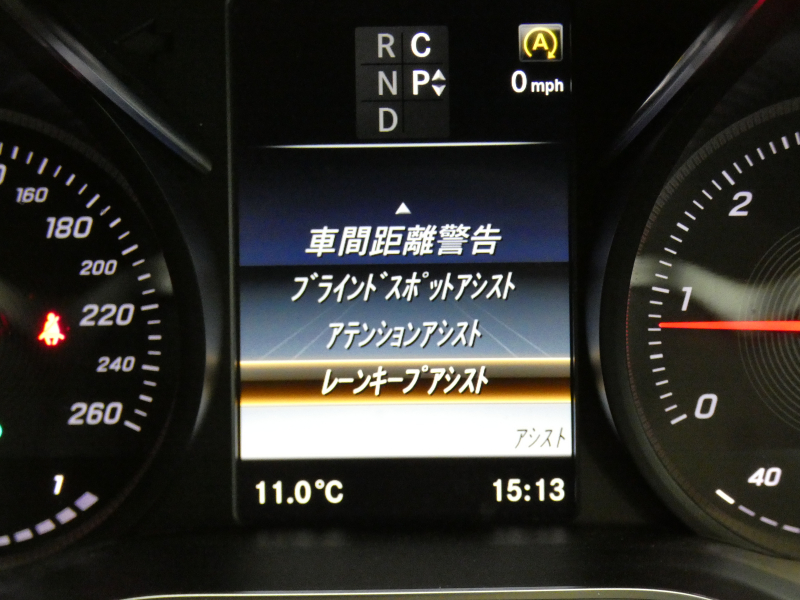 R C
N P
D
A
0 mph
車間距離警告
ブラインドスポットアシスト
アテンションアシスト
レーンキープアシスト
アシスト
11.0°C
15:13
160
180
200
220
240
260
1
2
1
0
40